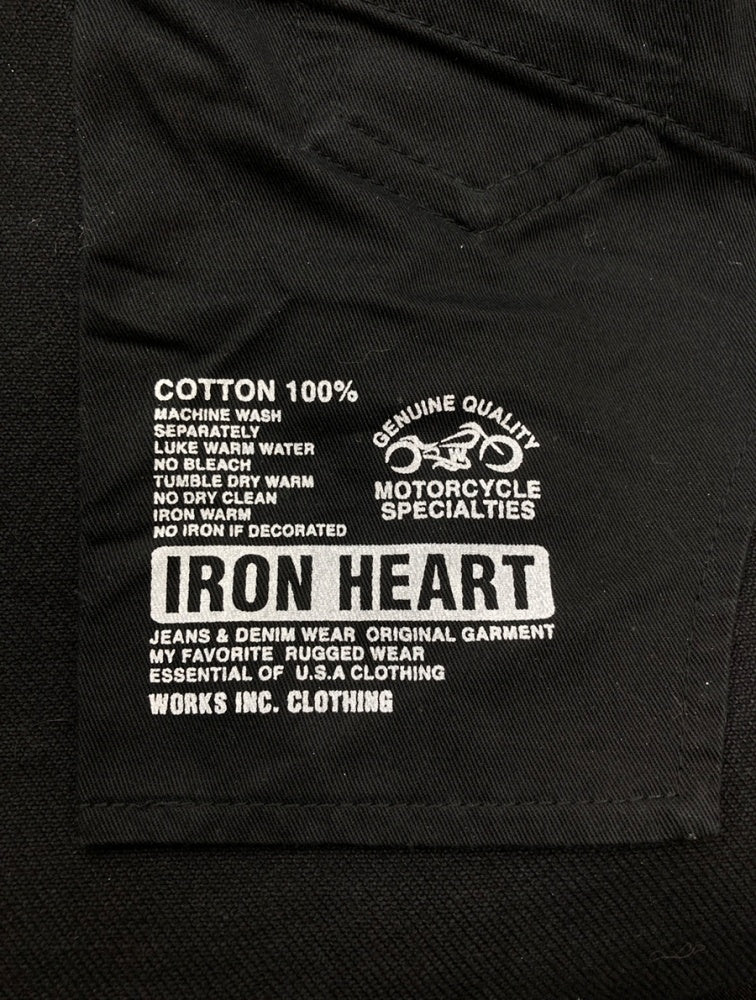 COTTON 100%
MACHINE WASH
SEPARATELY
LUKE WARM WATER
NO BLEACH
TUMBLE DRY WARM
NO DRY CLEAN
IRON WARM
NO IRON IF DECORATED
GENUINE QUALITY
W
MOTORCYCLE
SPECIALTIES
IRON HEART
JEANS & DENIM WEAR ORIGINAL GARMENT
MY FAVORITE RUGGED WEAR
ESSENTIAL OF U.S.A CLOTHING
WORKS INC. CLOTHING